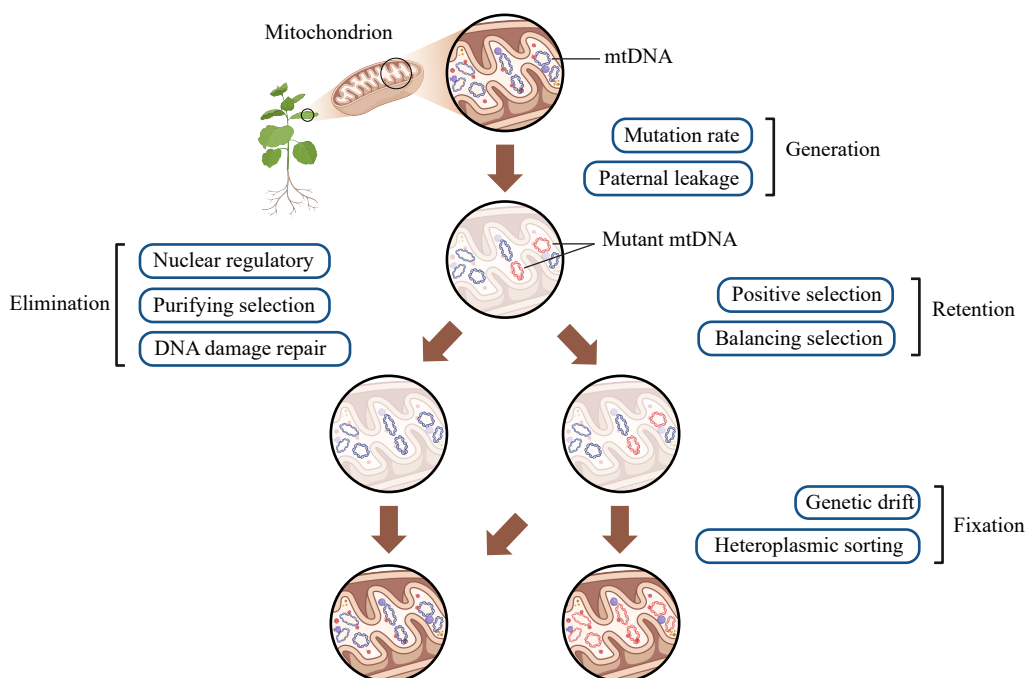 Mitochondrion
mtDNA
Mutation rate
Generation
Paternal leakage
Mutant mtDNA
Nuclear regulatory
Elimination
Purifying selection
DNA damage repair
Positive selection
Retention
Balancing selection
Genetic drift
Fixation
Heteroplasmic sorting